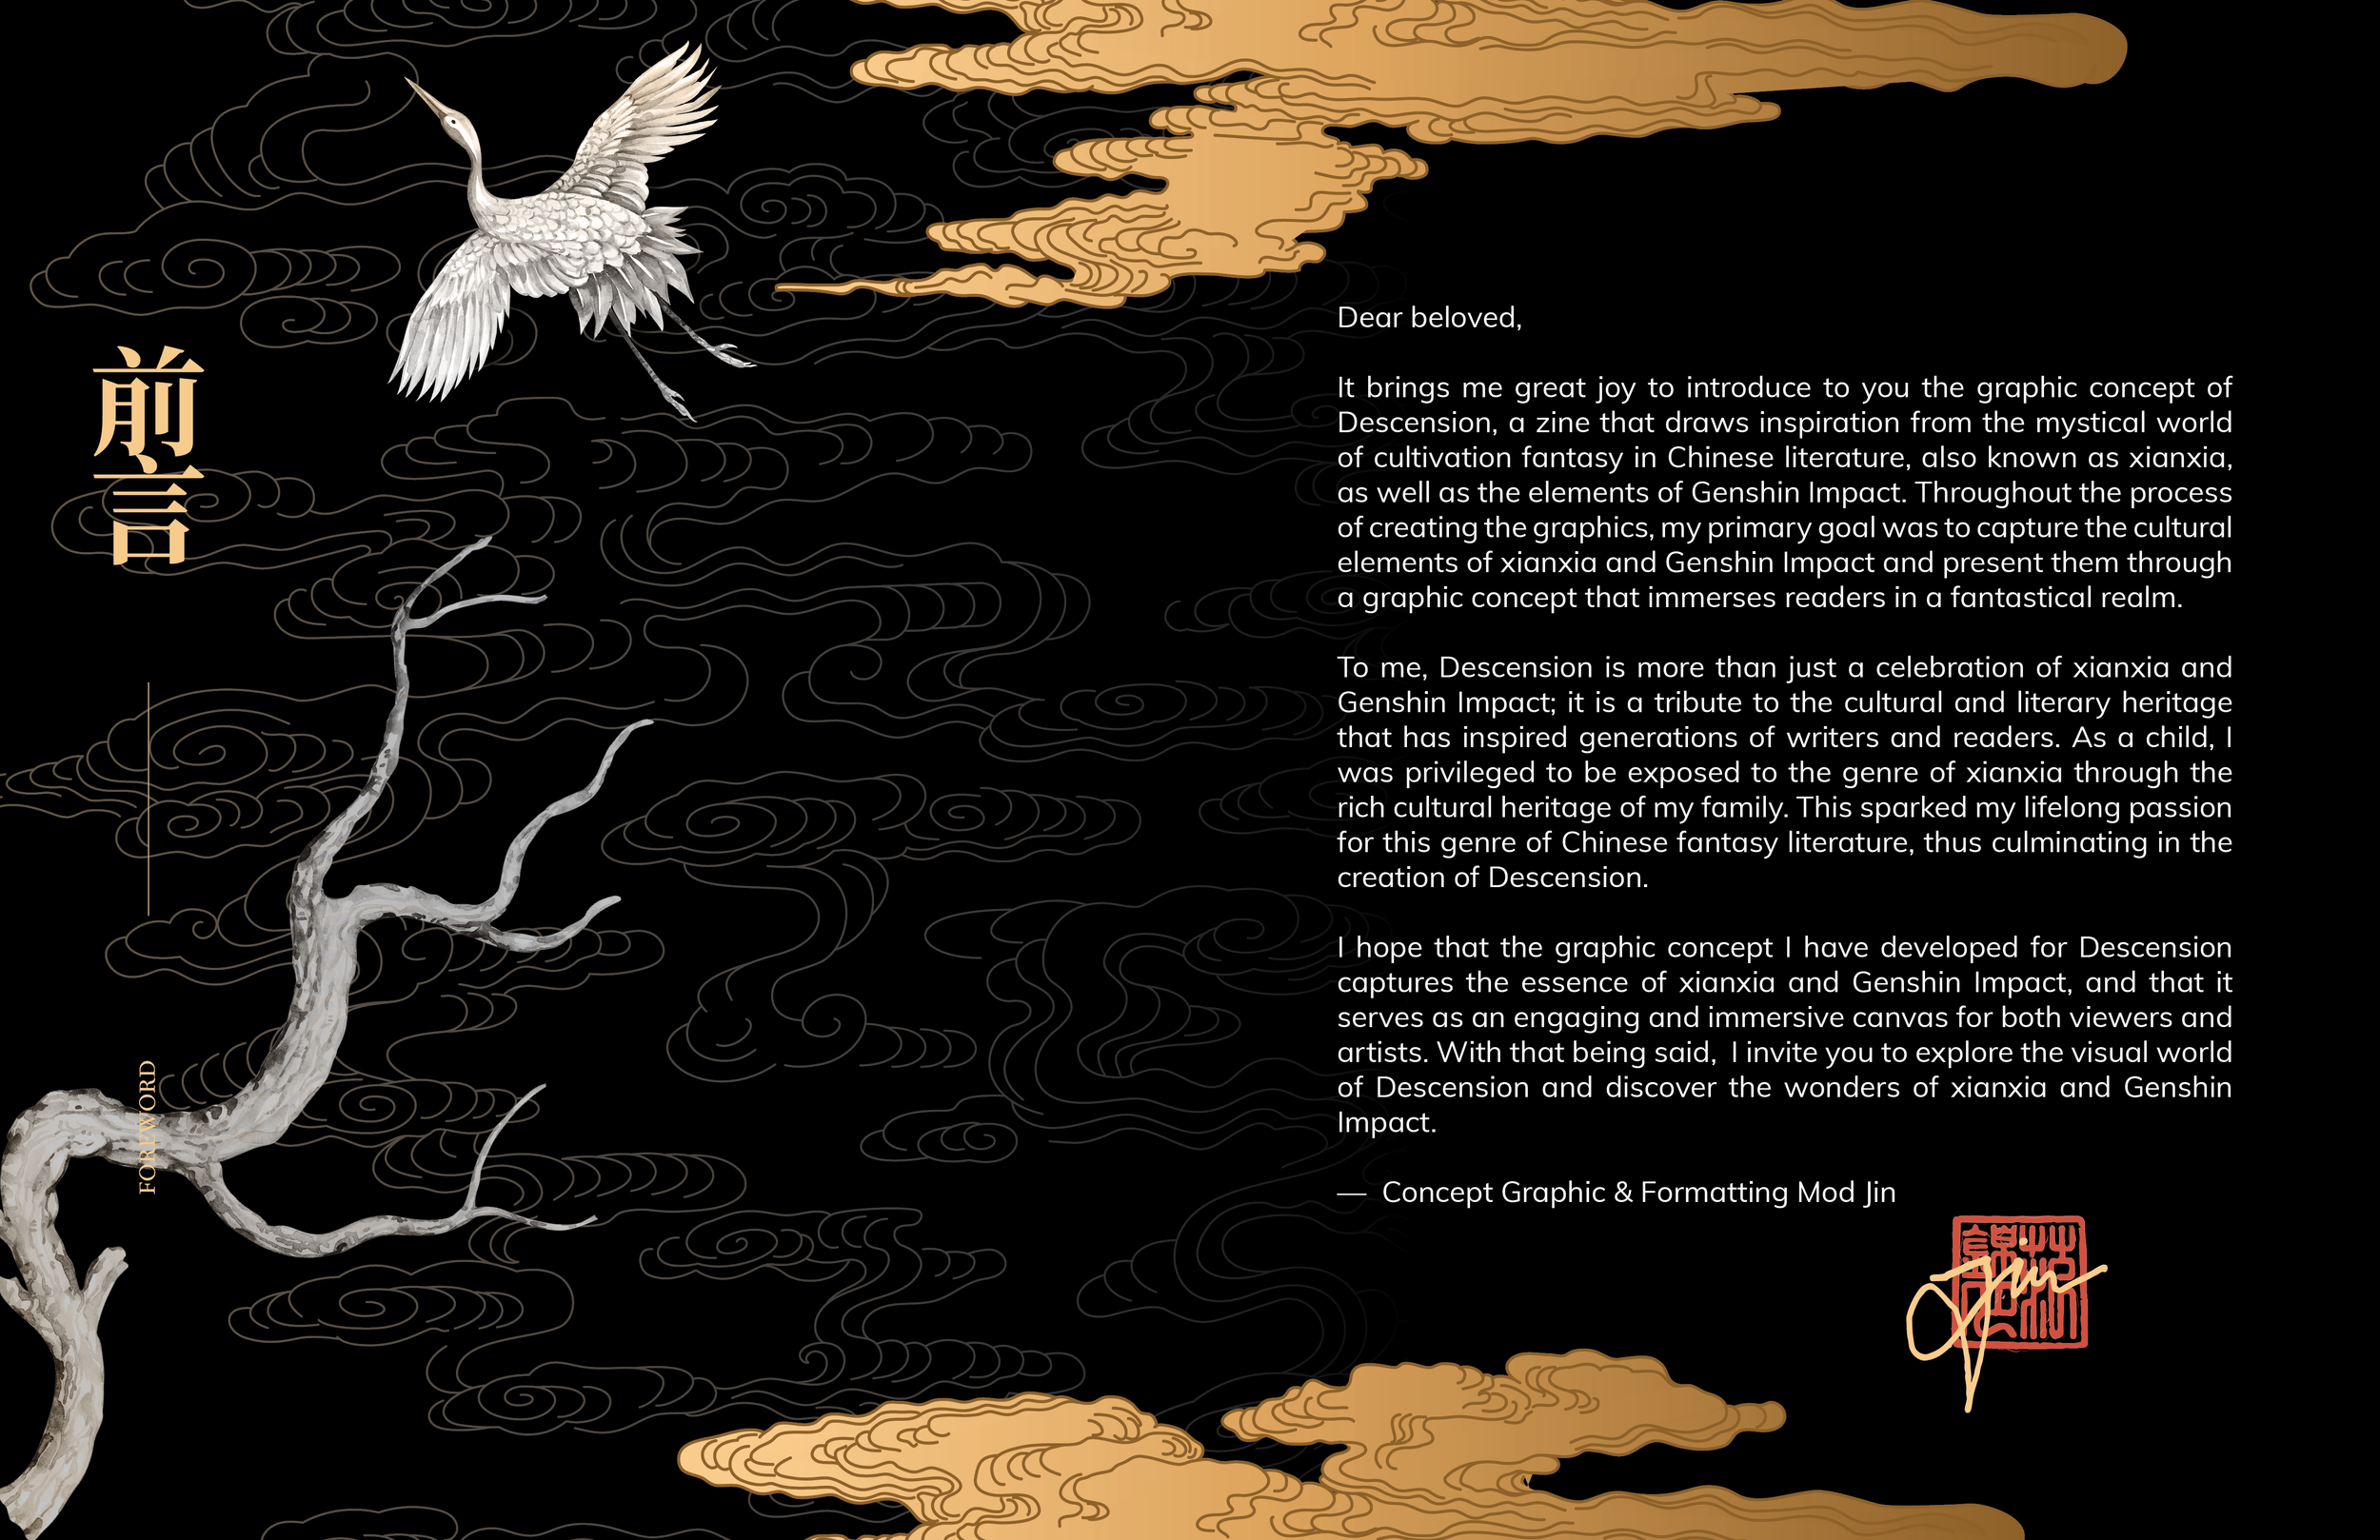 前言
FOREWORD
Dear beloved,
It brings me great joy to introduce to you the graphic concept of
Descension, a zine that draws inspiration from the mystical world
of cultivation fantasy in Chinese literature, also known as xianxia,
as well as the elements of Genshin Impact. Throughout the process
of creating the graphics, my primary goal was to capture the cultural
elements of xianxia and Genshin Impact and present them through
a graphic concept that immerses readers in a fantastical realm.
To me, Descension is more than just a celebration of xianxia and
Genshin Impact; it is a tribute to the cultural and literary heritage
that has inspired generations of writers and readers. As a child, I
was privileged to be exposed to the genre of xianxia through the
rich cultural heritage of my family. This sparked my lifelong passion
for this genre of Chinese fantasy literature, thus culminating in the
creation of Descension.
I hope that the graphic concept I have developed for Descension
captures the essence of xianxia and Genshin Impact, and that it
serves as an engaging and immersive canvas for both viewers and
artists. With that being said, I invite you to explore the visual world
of Descension and discover the wonders of xianxia and Genshin
Impact.
— Concept Graphic & Formatting Mod Jin
Jin